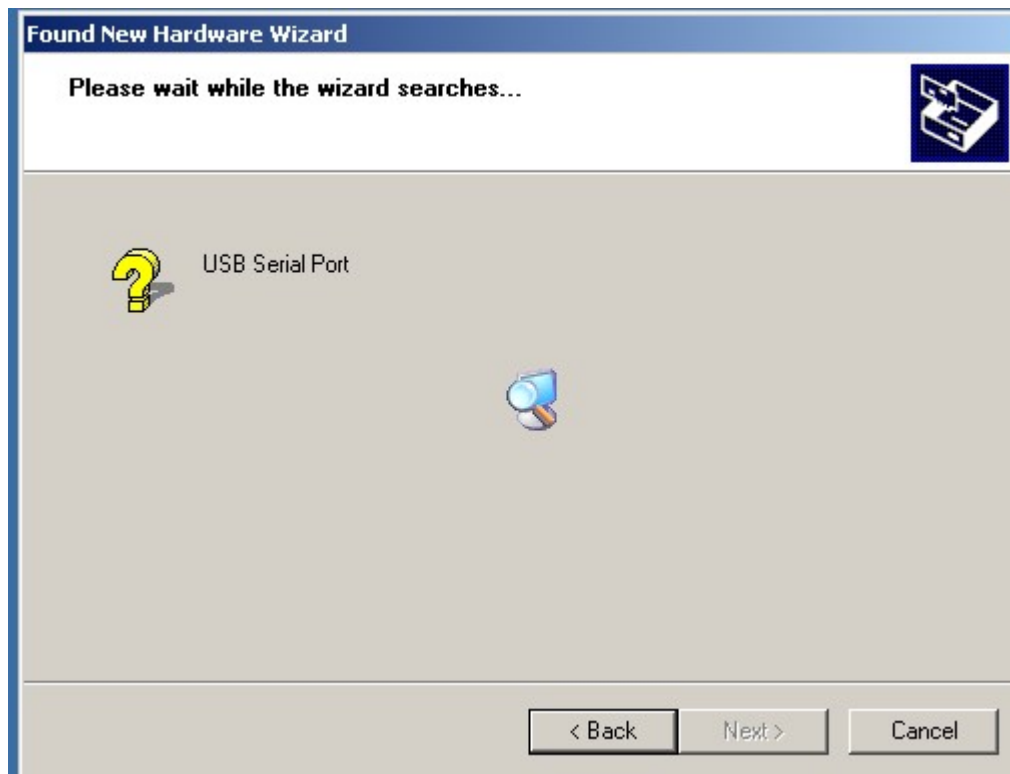 Found New Hardware Wizard
Please wait while the wizard searches...
USB Serial Port
< Back
Next >
Cancel